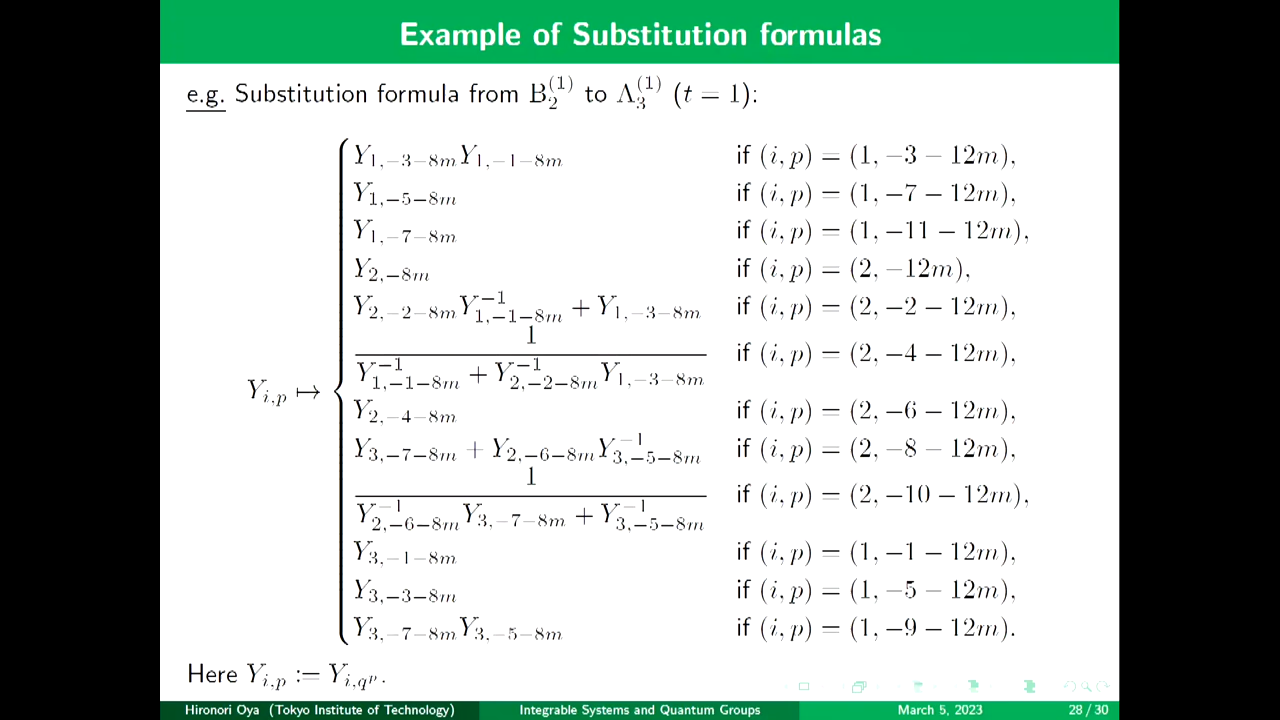 Example of Substitution formulas
e.g. Substitution formula from B_2^{(1)} to Λ_3^{(1)} (t = 1):
Y_{1,−3−8m}Y_{1,−1−8m} if (i, p) = (1, −3 − 12m),
Y_{1,−5−8m} if (i, p) = (1, −7 − 12m),
Y_{1,−7−8m} if (i, p) = (1, −11 − 12m),
Y_{2,−8m} if (i, p) = (2, −12m),
Y_{2,−2−8m}Y_{1,−1−8m}^{−1} + Y_{1,−3−8m} if (i, p) = (2, −2 − 12m),
1 / (Y_{1,−1−8m}^{−1} + Y_{2,−2−8m}^{−1}Y_{1,−3−8m}) if (i, p) = (2, −4 − 12m),
Y_{i,p} ↦ { Y_{2,−4−8m} if (i, p) = (2, −6 − 12m),
Y_{3,−7−8m} + Y_{2,−6−8m}Y_{3,−5−8m}^{−1} if (i, p) = (2, −8 − 12m),
1 / (Y_{2,−6−8m}^{−1}Y_{3,−7−8m} + Y_{3,−5−8m}^{−1}) if (i, p) = (2, −10 − 12m),
Y_{3,−1−8m} if (i, p) = (1, −1 − 12m),
Y_{3,−3−8m} if (i, p) = (1, −5 − 12m),
Y_{3,−7−8m}Y_{3,−5−8m} if (i, p) = (1, −9 − 12m).
Here Y_{i,p} := Y_{i,q^p}.
Hironori Oya (Tokyo Institute of Technology) Integrable Systems and Quantum Groups March 5, 2023 28 / 30